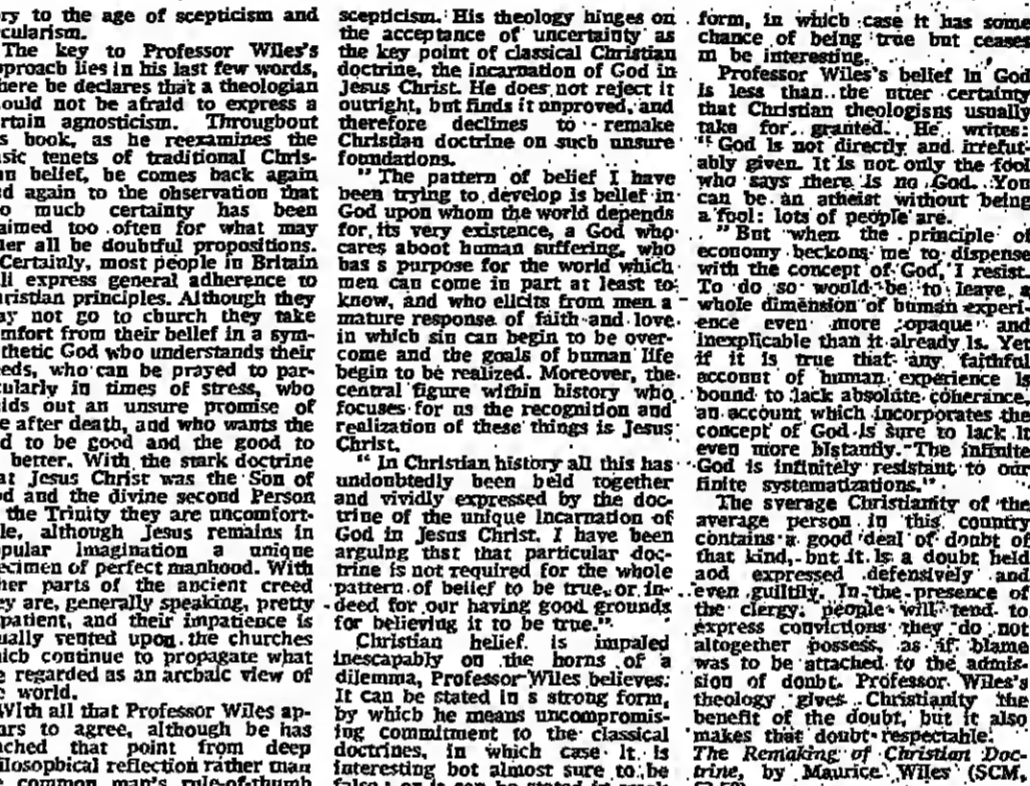 ry to the age of scepticism and
cularism.
The key to Professor Wiles's
pproach lies in his last few words,
here be declares that a theologian
ould not be afraid to express a
rtain agnosticism. Throughout
s book, as he reexamines the
sic tenets of traditional Chris-
an belief, be comes back again
d again to the observation that
o much certainty has been
aimed too often for what may
ter all be doubtful propositions.
Certainly, most people in Britain
ll express general adherence to
ristian principles. Although they
ay not go to church they take
mfort from their belief in a sym-
thetic God who understands their
eds, who can be prayed to par-
cularly in times of stress, who
lds out an unsure promise of
e after death, and who wants the
d to be good and the good to
better. With the stark doctrine
at Jesus Christ was the Son of
od and the divine second Person
the Trinity they are uncomfort-
le, although Jesus remains in
pular imagination a unique
ecimen of perfect manhood. With
her parts of the ancient creed
ey are, generally speaking, pretty
patient, and their impatience is
ually vented upon the churches
hich continue to propagate what
e regarded as an archaic view of
e world.
With all that Professor Wiles ap-
ars to agree, although be has
ached that point from deep
ilosophical reflection rather than
e common man's rule-of-thumb
scepticism. His theology hinges on
the acceptance of uncertainty as
the key point of classical Christian
doctrine, the incarnation of God in
Jesus Christ. He does not reject it
outright, but finds it unproved, and
therefore declines to remake
Christian doctrine on such unsure
foundations.
" The pattern of belief I have
been trying to develop is belief in
God upon whom the world depends
for its very existence, a God who
cares aboot human suffering, who
bas s purpose for the world which
men can come in part at least to
know, and who elicits from men a
mature response of faith and love
in which sin can begin to be over-
come and the goals of human life
begin to be realized. Moreover, the
central figure within history who
focuses for us the recognition and
realization of these things is Jesus
Christ.
" In Christian history all this has
undoubtedly been beld together
and vividly expressed by the doc-
trine of the unique incarnation of
God in Jesus Christ. I have been
arguing thst that particular doc-
trine is not required for the whole
pattern of belief to be true, or in-
deed for our having good grounds
for believing it to be true."
Christian belief is impaled
inescapably on the horns of a
dilemma, Professor Wiles believes.
It can be stated in s strong form,
by which he means uncompromis-
ing commitment to the classical
doctrines, in which case it is
interesting bot almost sure to be
form, in which case it has some
chance of being true but ceases
m be interesting.
Professor Wiles's belief in God
is less than the utter certainty
that Christian theologians usually
take for granted. He writes:
" God is not directly and irrefut-
ably given. It is not only the fool
who says there is no God. You
can be an atheist without being
a fool: lots of people are.
" But when the principle of
economy beckons me to dispense
with the concept of God, I resist.
To do so would be to leave a
whole dimension of human experi-
ence even more opaque and
inexplicable than it already is. Yet
if it is true that any faithful
account of human experience is
bound to lack absolute coherance,
an account which incorporates the
concept of God is sure to lack it
even more blatantly. The infinite
God is infinitely resistant to our
finite systematizations."
The sverage Christianity of the
average person in this country
contains a good deal of doubt of
that kind, but it is a doubt held
aod expressed defensively and
even guiltily. In the presence of
the clergy, people will tend to
express convictions they do not
altogether possess, as if blame
was to be attached to the admis-
sion of doubt. Professor Wiles's
theology gives Christianity the
benefit of the doubt, but it also
makes that doubt respectable.
The Remaking of Christian Doc-
trine, by Maurice Wiles (SCM,